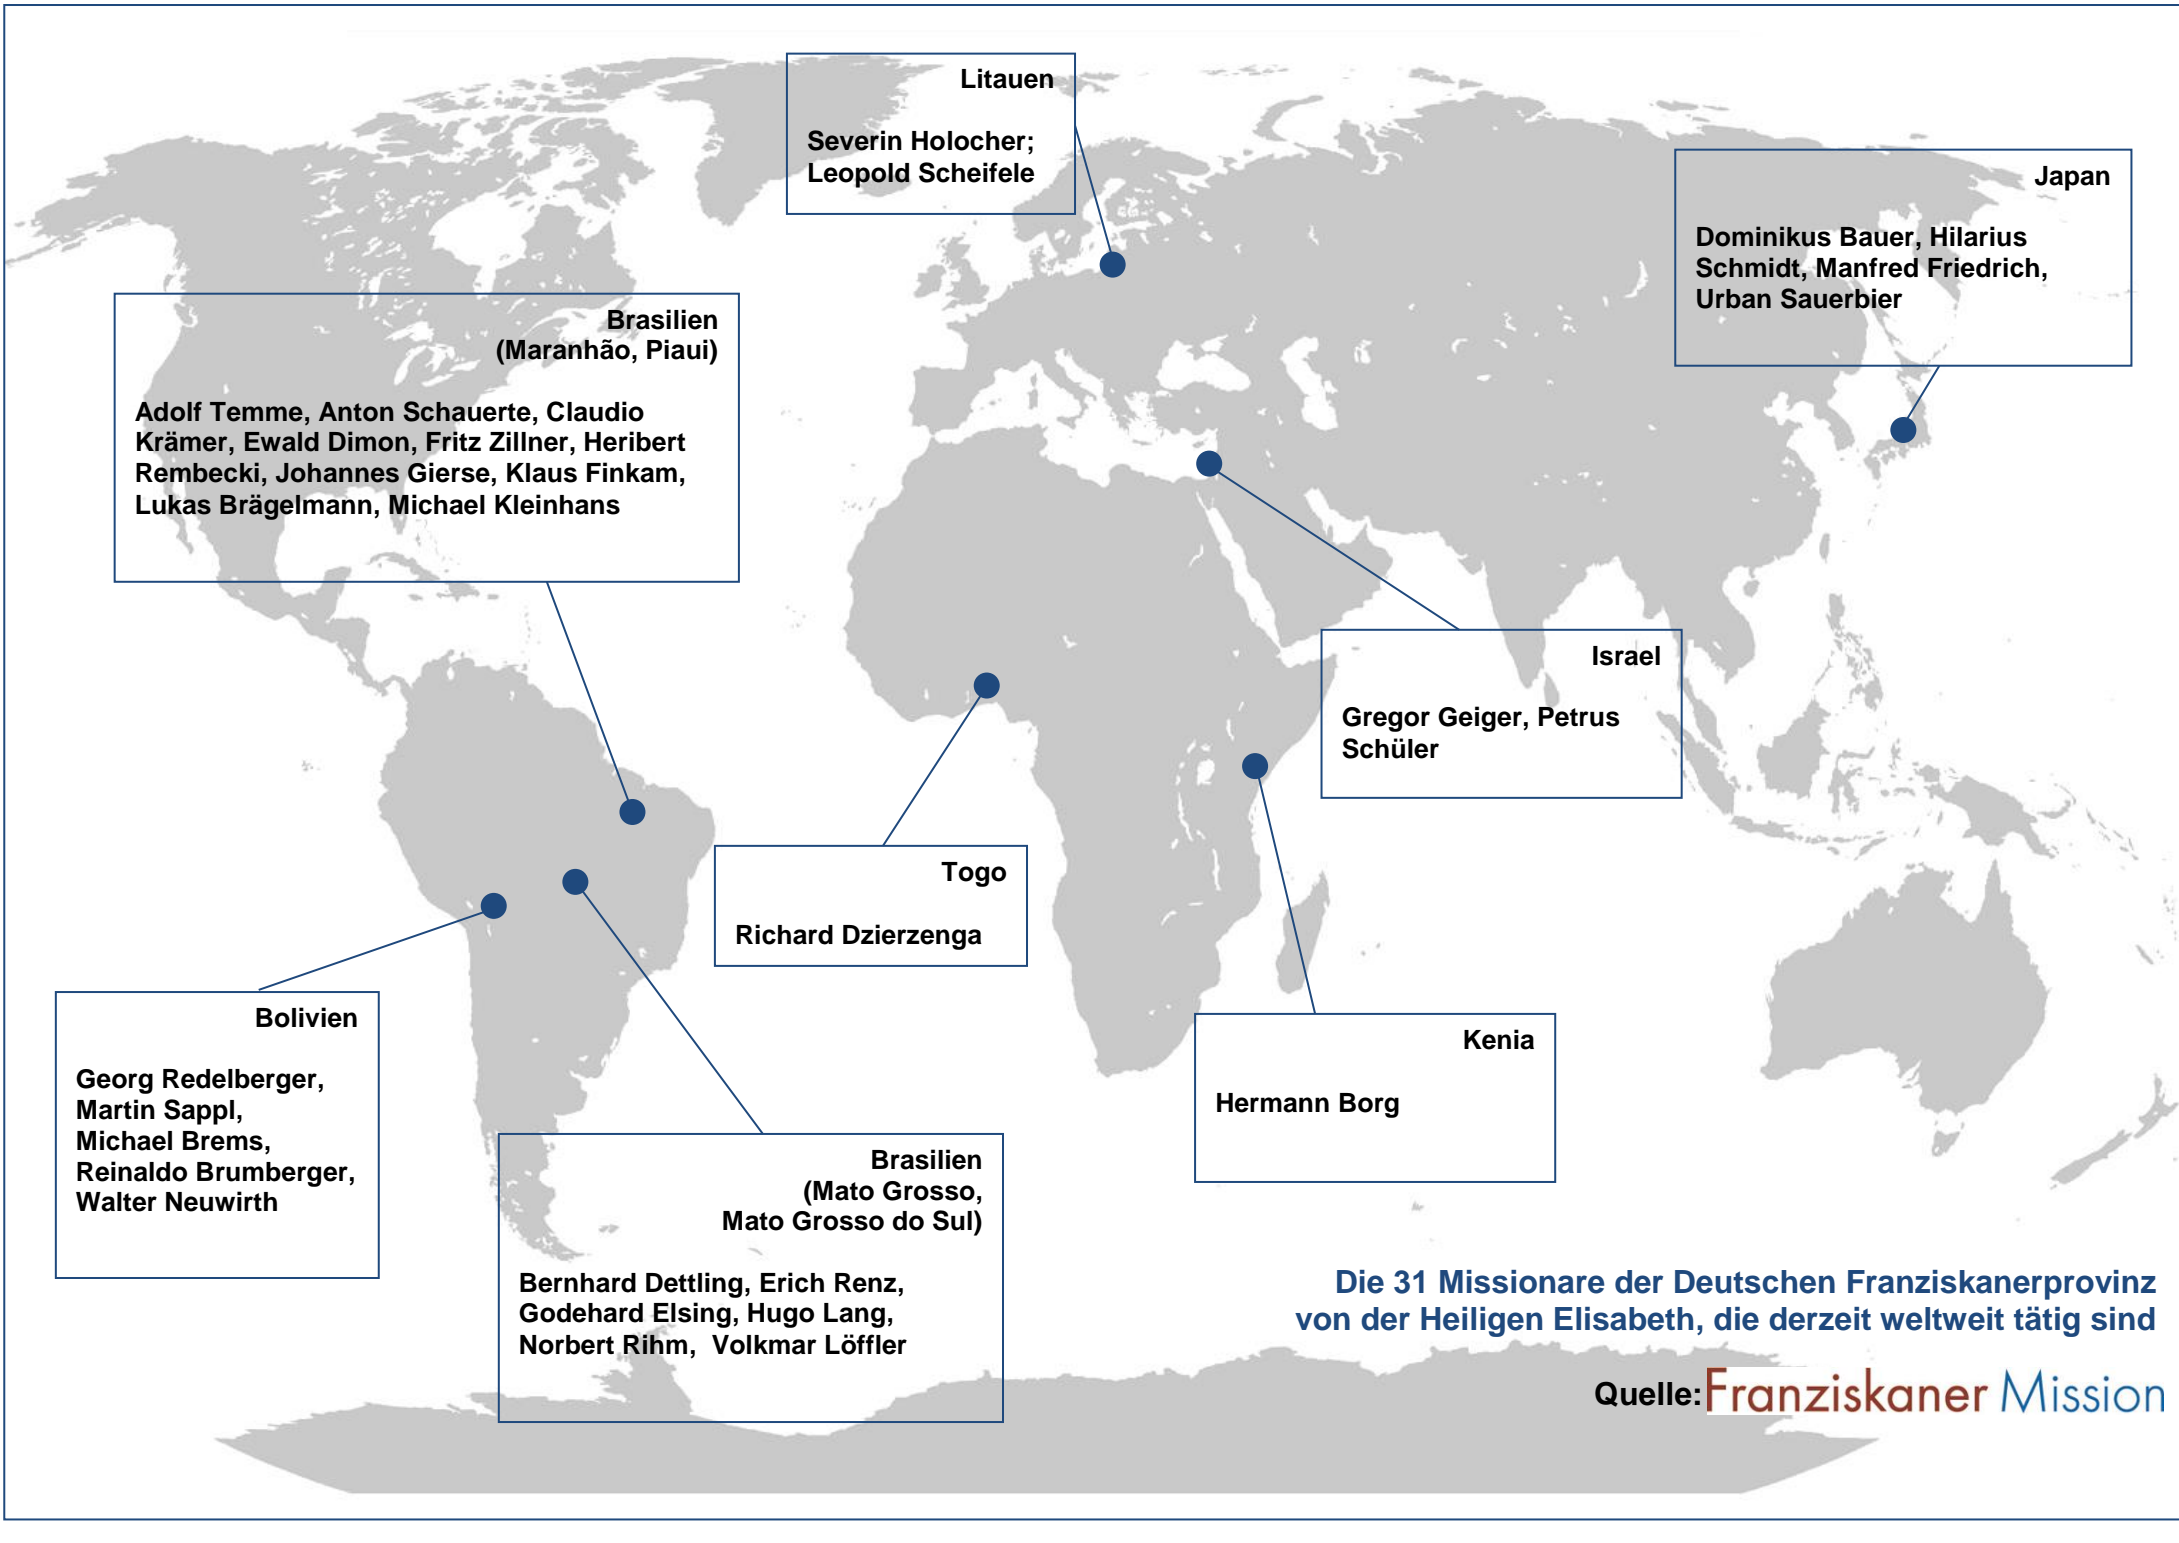 Litauen
Severin Holocher;
Leopold Scheifele
Japan
Dominikus Bauer, Hilarius
Schmidt, Manfred Friedrich,
Urban Sauerbier
Brasilien
(Maranhão, Piaui)
Adolf Temme, Anton Schauerte, Claudio
Krämer, Ewald Dimon, Fritz Zillner, Heribert
Rembecki, Johannes Gierse, Klaus Finkam,
Lukas Brägelmann, Michael Kleinhans
Israel
Gregor Geiger, Petrus
Schüler
Togo
Richard Dzierzenga
Bolivien
Georg Redelberger,
Martin Sappl,
Michael Brems,
Reinaldo Brumberger,
Walter Neuwirth
Kenia
Hermann Borg
Brasilien
(Mato Grosso,
Mato Grosso do Sul)
Bernhard Dettling, Erich Renz,
Godehard Elsing, Hugo Lang,
Norbert Rihm, Volkmar Löffler
Die 31 Missionare der Deutschen Franziskanerprovinz
von der Heiligen Elisabeth, die derzeit weltweit tätig sind
Quelle: Franziskaner Mission